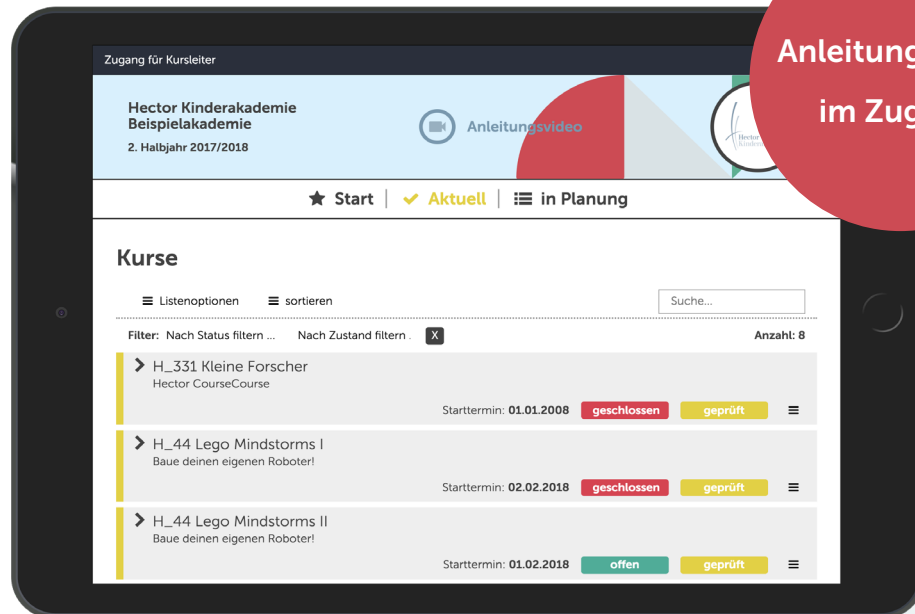 Anleitung
im Zug
Zugang für Kursleiter
Hector Kinderakademie
Beispielakademie
2. Halbjahr 2017/2018
Anleitungsvideo
Hector
Kinder
Start
Aktuell
in Planung
Kurse
Listenoptionen
sortieren
Suche...
Filter: Nach Status filtern ...
Nach Zustand filtern .
X
Anzahl: 8
H_331 Kleine Forscher
Hector CourseCourse
Starttermin: 01.01.2008
geschlossen
geprüft
H_44 Lego Mindstorms I
Baue deinen eigenen Roboter!
Starttermin: 02.02.2018
geschlossen
geprüft
H_44 Lego Mindstorms II
Baue deinen eigenen Roboter!
Starttermin: 01.02.2018
offen
geprüft